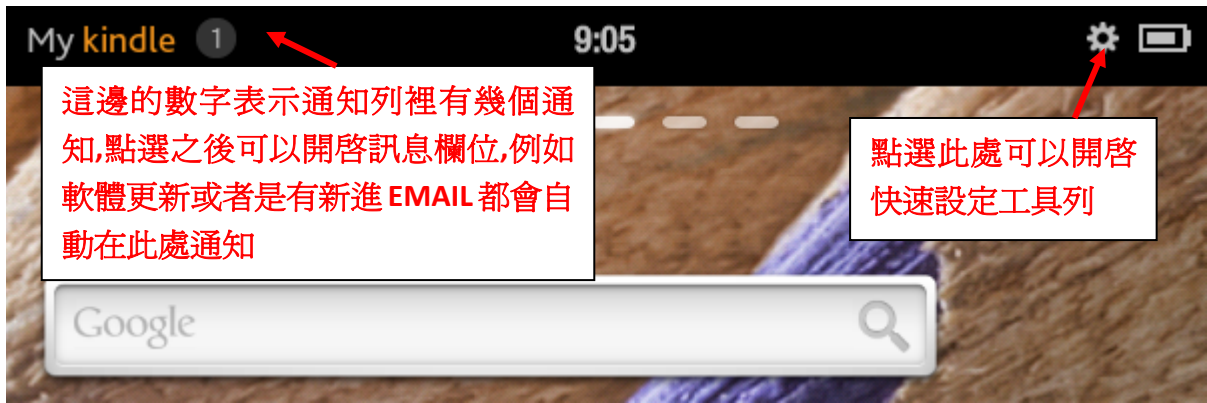 My kindle 1 9:05
這邊的數字表示通知列裡有幾個通
知,點選之後可以開啓訊息欄位,例如
軟體更新或者是有新進 EMAIL 都會自
動在此處通知
點選此處可以開啓
快速設定工具列
Google